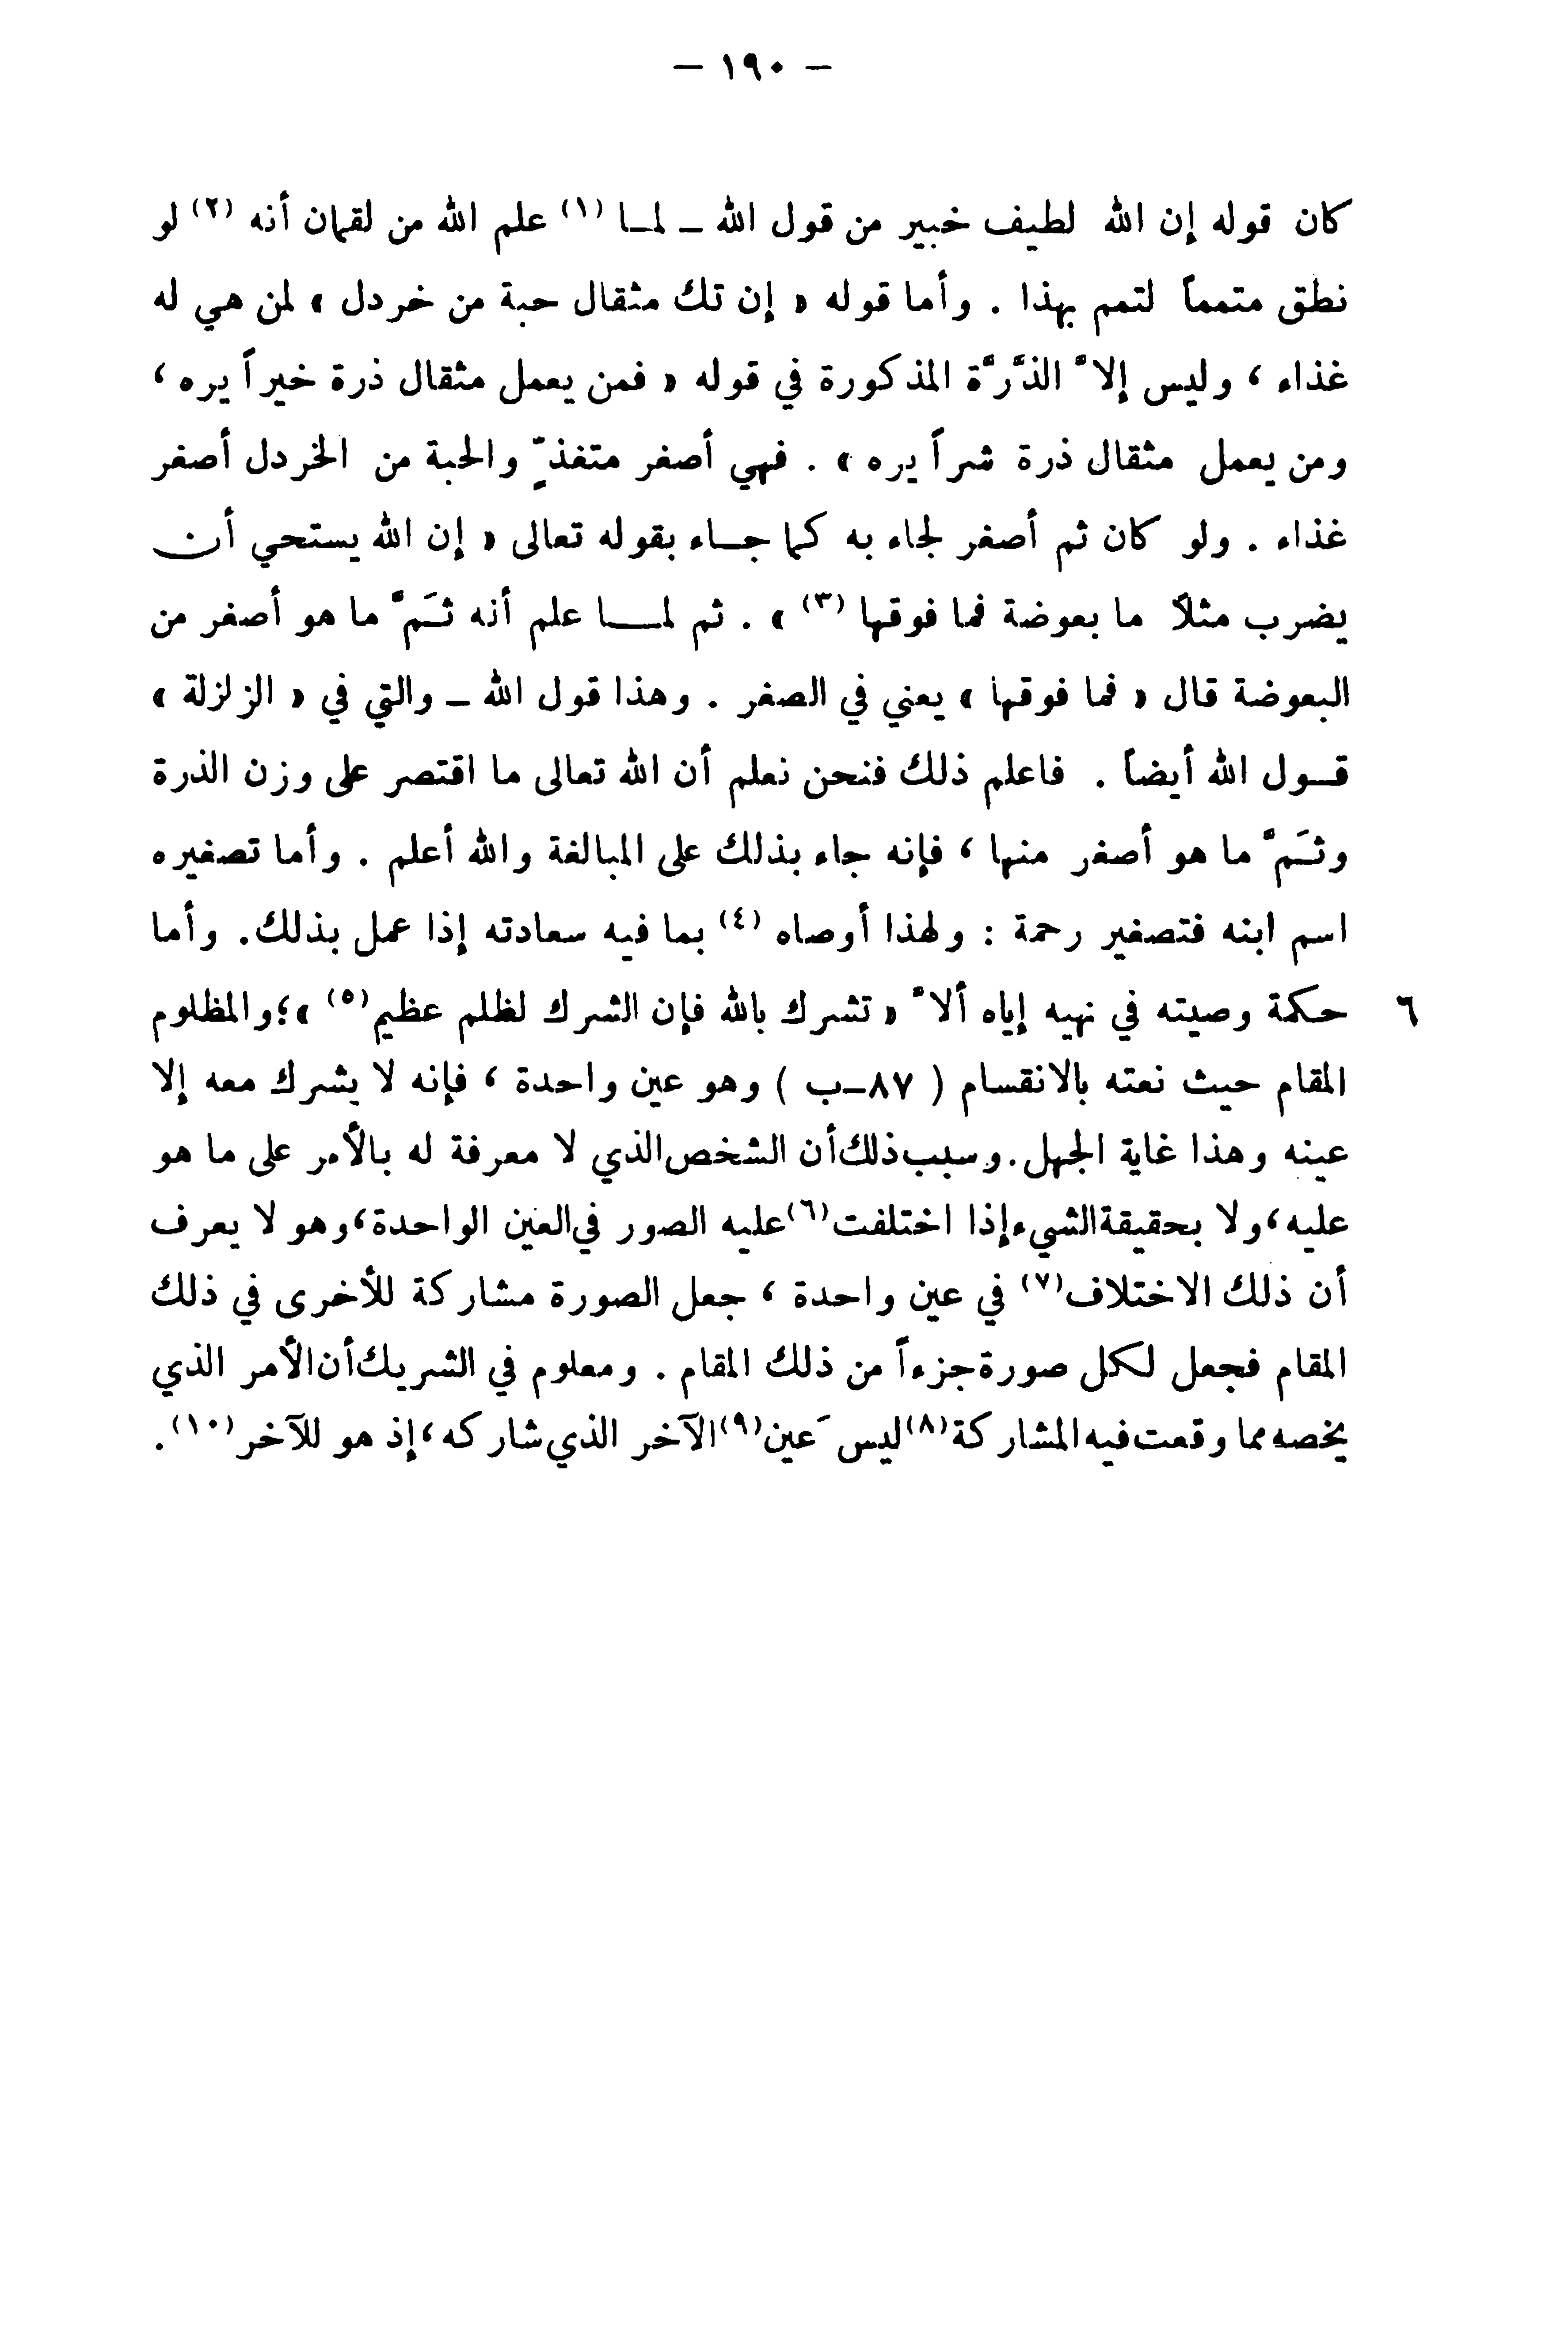 — ١٩٠ —
كان قوله إن الله لطيف خبير من قول الله ـ لمـا (١) علم الله من لقمان أنه (٢) لو
نطق متمماً لتمم بهذا . وأما قوله « إن تك مثقال حبة من خردل » لمن هي له
غذاء ، وليس إلاَّ الذَّرَّة المذكورة في قوله « فمن يعمل مثقال ذرة خيراً يره ،
ومن يعمل مثقال ذرة شراً يره » . فهي أصغر متغذٍّ والحبة من الخردل أصغر
غذاء . ولو كان ثم أصغر لجاء به كما جـاء بقوله تعالى « إن الله يستحي أن
يضرب مثلاً ما بعوضة فما فوقها (٣) » . ثم لمـــا علم أنه ثَمَّ ما هو أصغر من
البعوضة قال « فما فوقها » يعني في الصغر . وهذا قول الله ـ والتي في « الزلزلة »
قـول الله أيضاً . فاعلم ذلك فنحن نعلم أن الله تعالى ما اقتصر على وزن الذرة
وثَمَّ ما هو أصغر منها ، فإنه جاء بذلك على المبالغة والله أعلم . وأما تصغيره
اسم ابنه فتصغير رحمة : ولهذا أوصاه (٤) بما فيه سعادته إذا عمل بذلك. وأما
٦ حكمة وصيته في نهيه إياه ألاَّ « تشرك بالله فإن الشرك لظلم عظيم(٥) »؛والمظلوم
المقام حيث نعته بالانقسام ( ٨٧ـب ) وهو عين واحدة ، فإنه لا يشرك معه إلا
عينه وهذا غاية الجهل.وسبب ذلك أن الشخص الذي لا معرفة له بالأمر على ما هو
عليه،ولا بحقيقة الشيء إذا اختلفت(٦)عليه الصور في العين الواحدة،وهو لا يعرف
أن ذلك الاختلاف(٧) في عين واحدة ، جعل الصورة مشاركة للأخرى في ذلك
المقام فجعل لكل صورة جزءاً من ذلك المقام . ومعلوم في الشريك أن الأمر الذي
يخصه مما وقعت فيه المشاركة(٨)ليس عَين(٩)الآخر الذي شاركه،إذ هو للآخر(١٠).